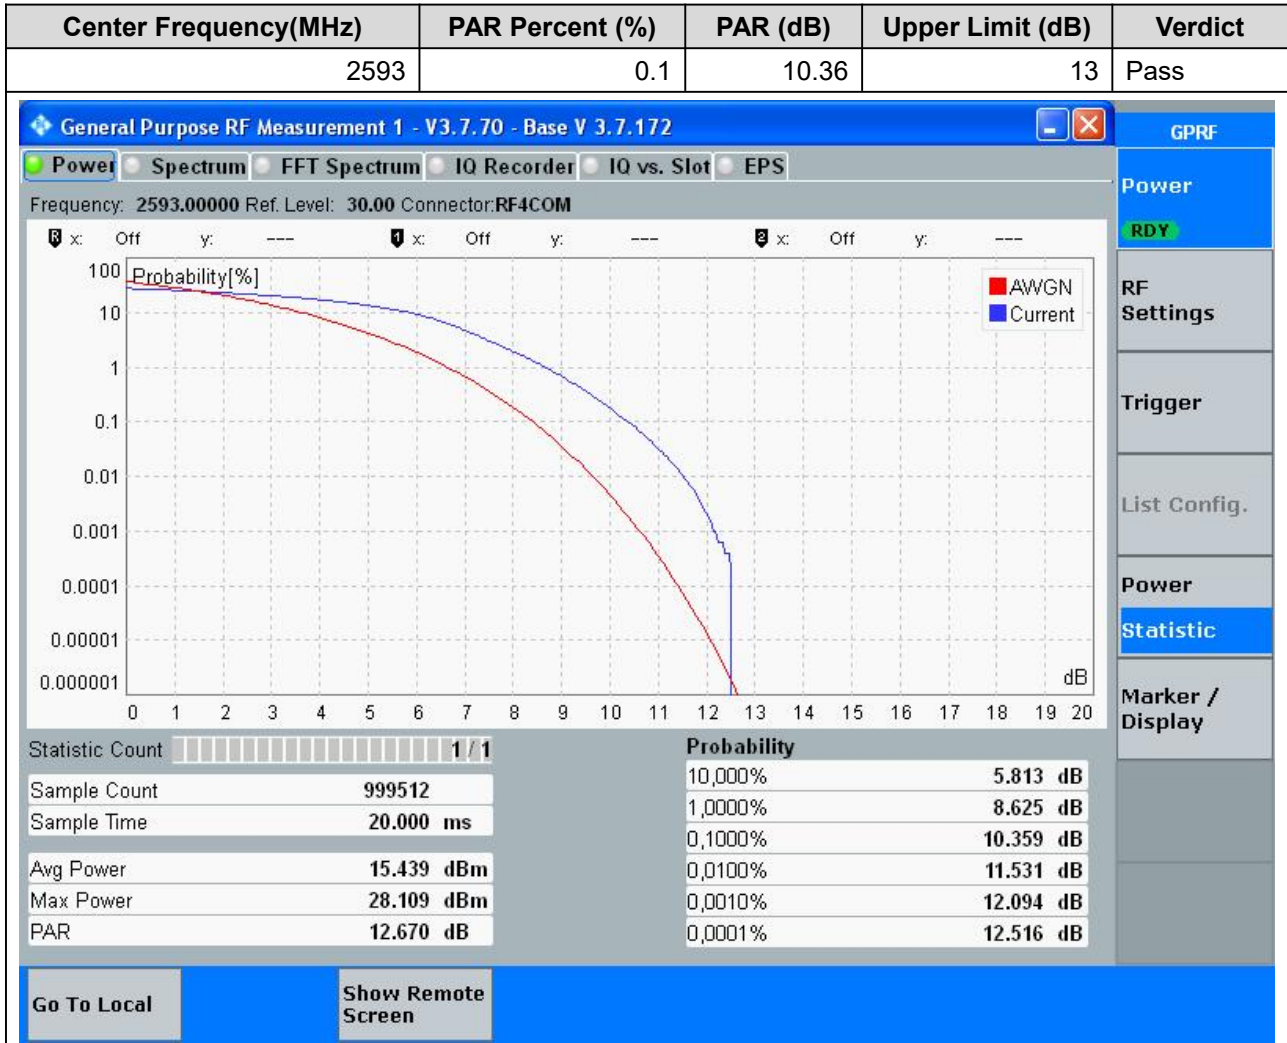 Center Frequency(MHz) PAR Percent (%) PAR (dB) Upper Limit (dB) Verdict
2593 0.1 10.36 13 Pass
General Purpose RF Measurement 1 - V3.7.70 - Base V 3.7.172
GPRF
Power Spectrum FFT Spectrum IQ Recorder IQ vs. Slot EPS
Frequency: 2593.00000 Ref. Level: 30.00 Connector:RF4COM
R x: Off y: --- 1 x: Off y: --- 2 x: Off y: ---
Probability[%]
100
10
1
0.1
0.01
0.001
0.0001
0.00001
0.000001
AWGN
Current
dB
0 1 2 3 4 5 6 7 8 9 10 11 12 13 14 15 16 17 18 19 20
Statistic Count 1 / 1
Sample Count 999512
Sample Time 20.000 ms
Avg Power 15.439 dBm
Max Power 28.109 dBm
PAR 12.670 dB
Probability
10,000% 5.813 dB
1,0000% 8.625 dB
0,1000% 10.359 dB
0,0100% 11.531 dB
0,0010% 12.094 dB
0,0001% 12.516 dB
Power
RDY
RF
Settings
Trigger
List Config.
Power
Statistic
Marker /
Display
Go To Local
Show Remote
Screen